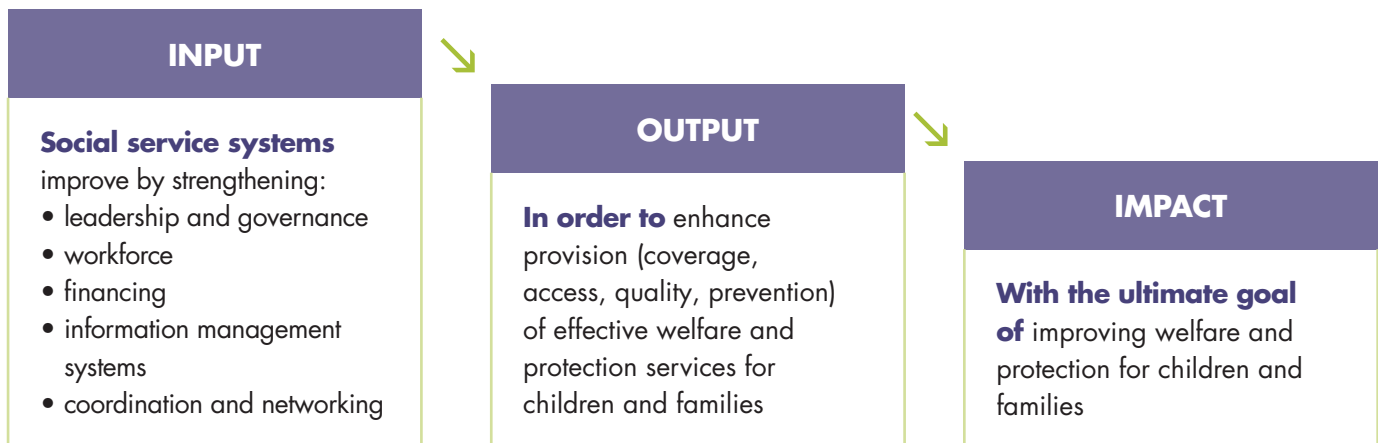 INPUT
Social service systems
improve by strengthening:
• leadership and governance
• workforce
• financing
• information management
systems
• coordination and networking
OUTPUT
In order to enhance
provision (coverage,
access, quality, prevention)
of effective welfare and
protection services for
children and families
IMPACT
With the ultimate goal
of improving welfare and
protection for children and
families